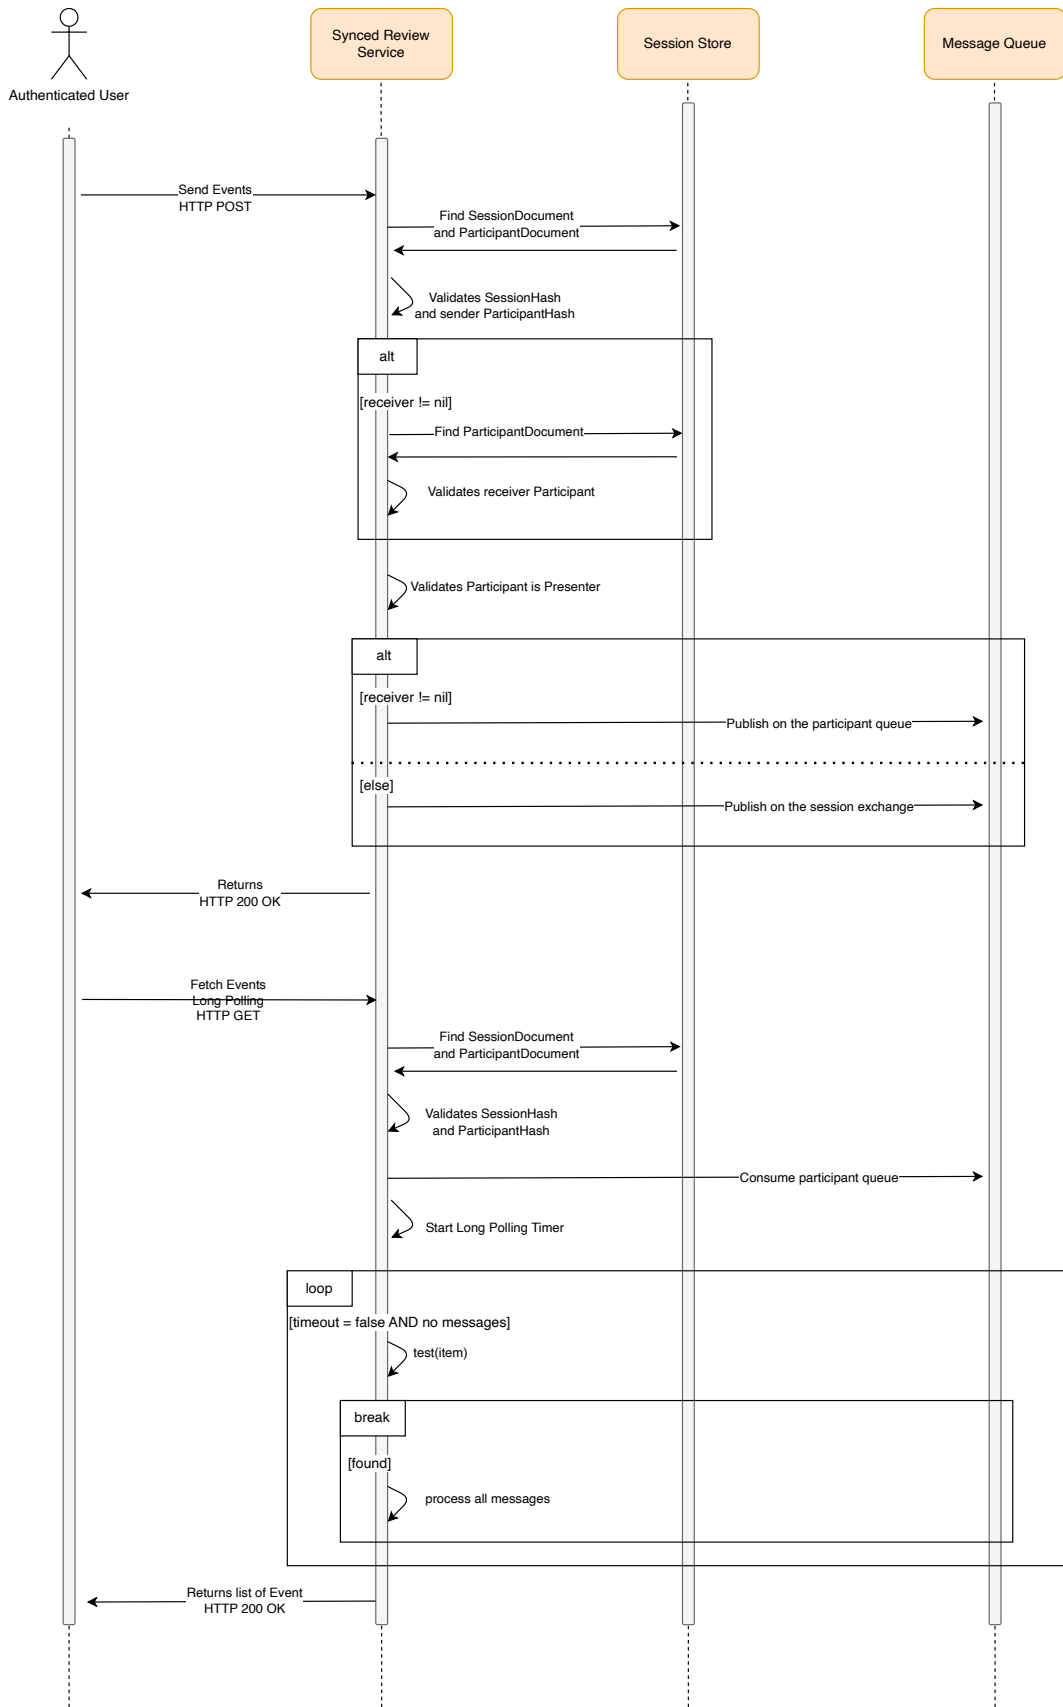 Authenticated User
Synced Review
Service
Session Store
Message Queue
Send Events
HTTP POST
Find SessionDocument
and ParticipantDocument
Validates SessionHash
and sender ParticipantHash
alt
[receiver != nil]
Find ParticipantDocument
Validates receiver Participant
Validates Participant is Presenter
alt
[receiver != nil]
Publish on the participant queue
[else]
Publish on the session exchange
Returns
HTTP 200 OK
Fetch Events
Long Polling
HTTP GET
Find SessionDocument
and ParticipantDocument
Validates SessionHash
and ParticipantHash
Consume participant queue
Start Long Polling Timer
loop
[timeout = false AND no messages]
test(item)
break
[found]
process all messages
Returns list of Event
HTTP 200 OK